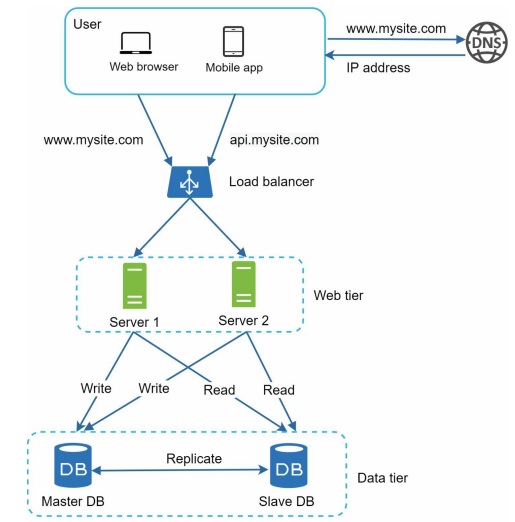 User
www.mysite.com
DNS
Web browser
Mobile app
IP address
www.mysite.com
api.mysite.com
Load balancer
Web tier
Server 1
Server 2
Write
Write
Read
Read
DB
Replicate
DB
Data tier
Master DB
Slave DB